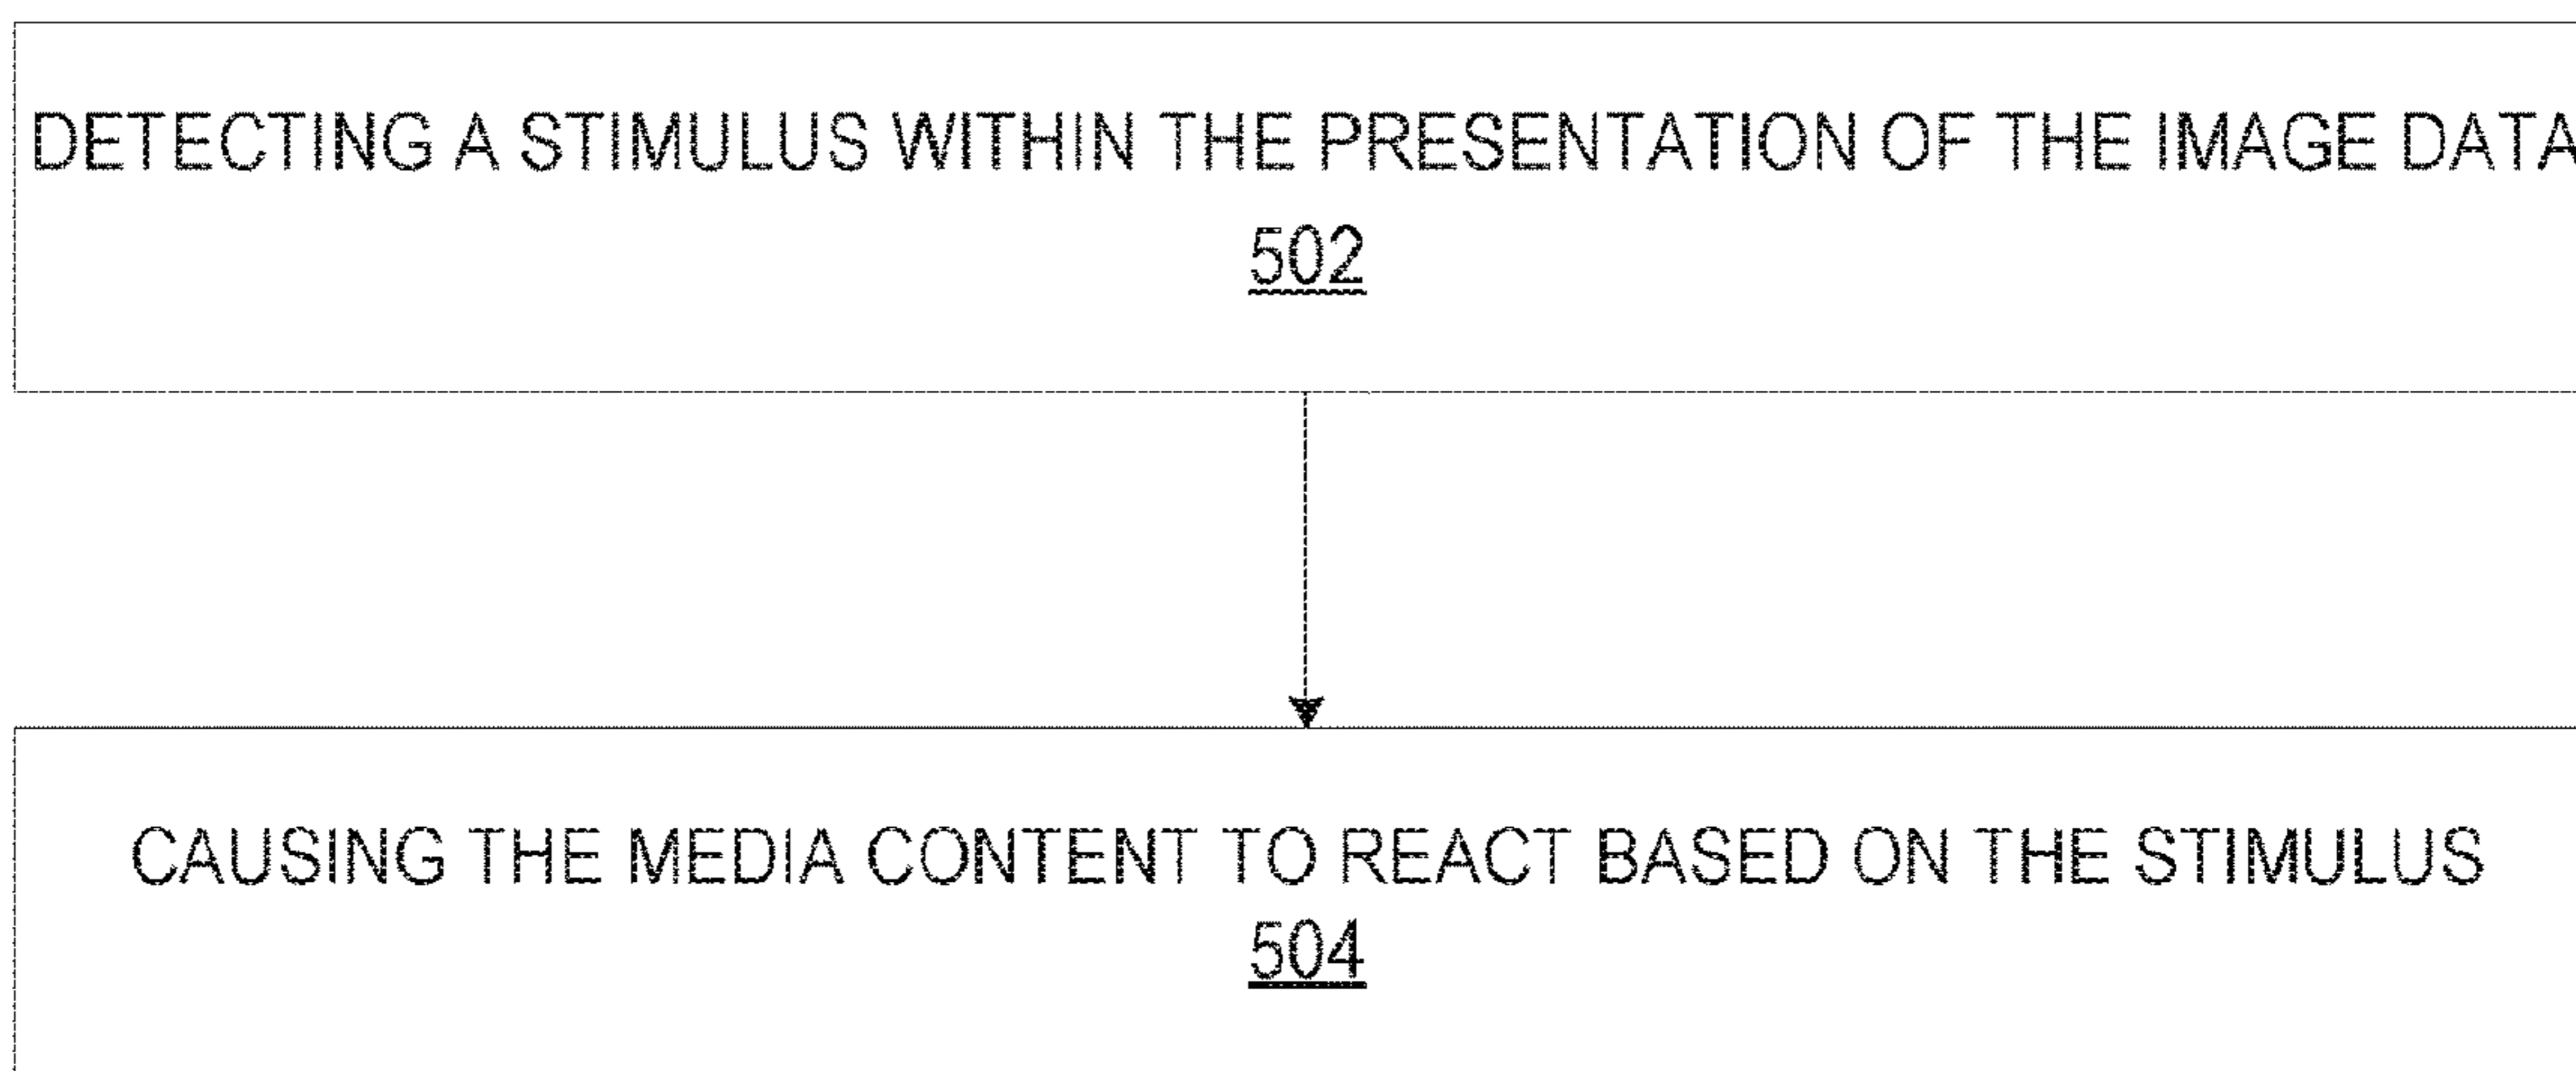 DETECTING A STIMULUS WITHIN THE PRESENTATION OF THE IMAGE DATA
502
CAUSING THE MEDIA CONTENT TO REACT BASED ON THE STIMULUS
504